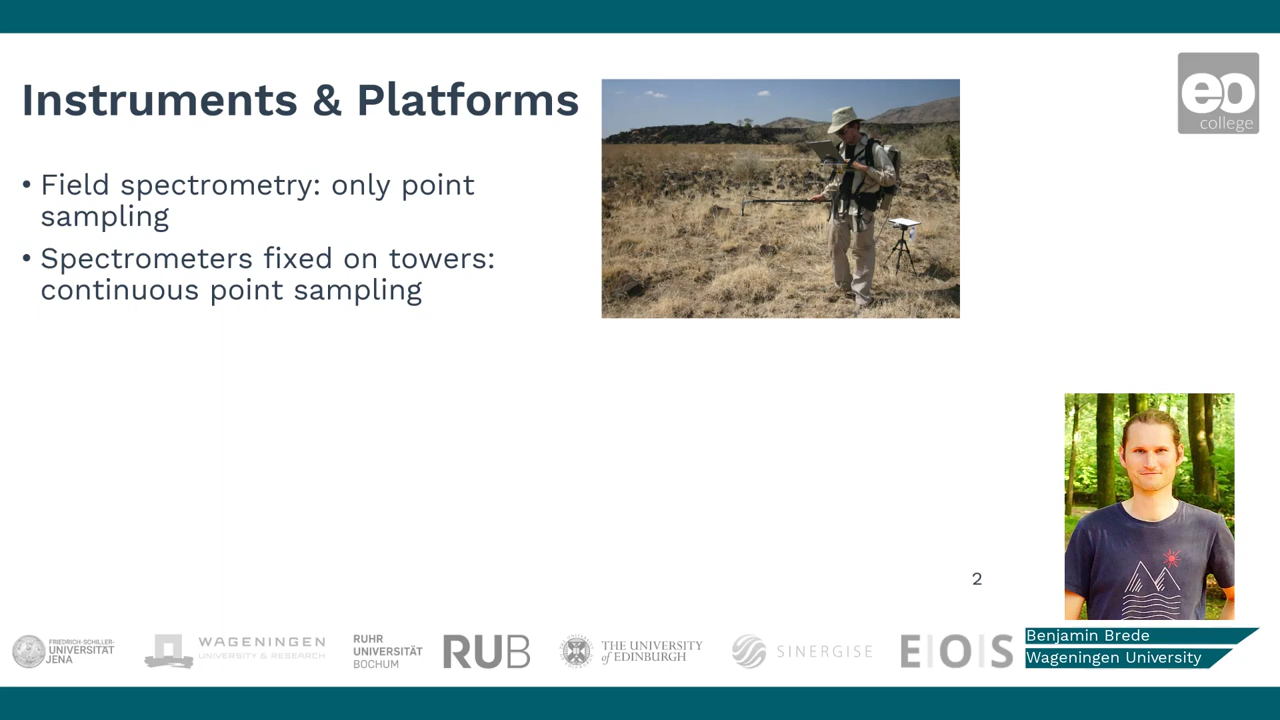 Instruments & Platforms
eo
college
• Field spectrometry: only point
sampling
• Spectrometers fixed on towers:
continuous point sampling
2
FRIEDRICH-SCHILLER-
UNIVERSITÄT
JENA
WAGENINGEN
UNIVERSITY & RESEARCH
RUHR
UNIVERSITÄT
BOCHUM
RUB
THE UNIVERSITY
of EDINBURGH
SINERGISE
E|O|S
Benjamin Brede
Wageningen University